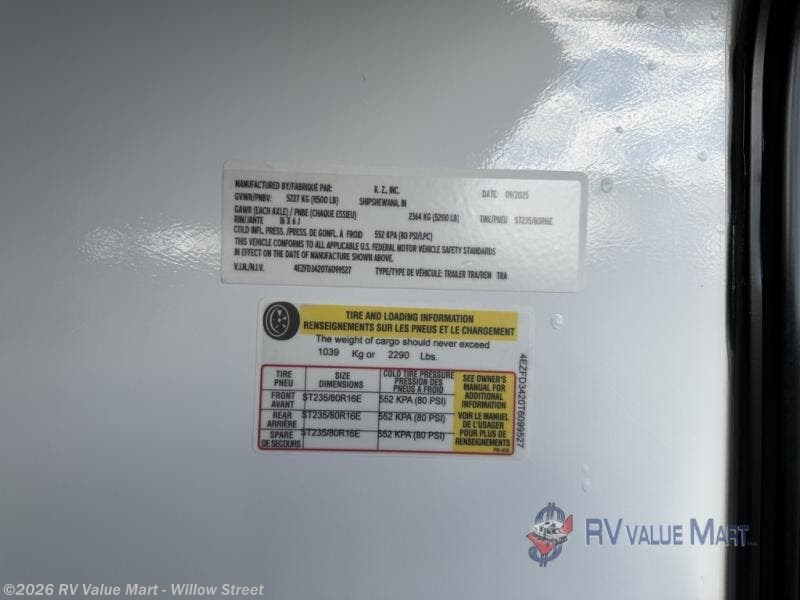 RV VALUE MART
MANUFACTURED BY/FABRIQUÉ PAR: K. Z., INC. DATE: 09/2025
GVWR/PNBV: 5227 KG (11500 LB) SHIPSHEWANA, IN
GAWR (EACH AXLE) / PNBE (CHAQUE ESSIEU) 2364 KG (5200 LB) TIRE/PNEU ST235/80R16E
RIM/JANTE 16 X 6 J
COLD INFL. PRESS. /PRESS. DE GONFL. À FROID 552 KPA (80 PSI/LPC)
THIS VEHICLE CONFORMS TO ALL APPLICABLE U.S. FEDERAL MOTOR VEHICLE SAFETY STANDARDS
IN EFFECT ON THE DATE OF MANUFACTURE SHOWN ABOVE.
V.I.N./N.I.V. 4EZFD3420T6099527 TYPE/TYPE DE VÉHICULE: TRAILER TRA/REM TRA
TIRE AND LOADING INFORMATION
RENSEIGNEMENTS SUR LES PNEUS ET LE CHARGEMENT
The weight of cargo should never exceed
1039 Kg or 2290 Lbs.
TIRE
PNEU
SIZE
DIMENSIONS
COLD TIRE PRESSURE
PRESSION DES
PNEUS À FROID
FRONT
AVANT
ST235/80R16E
552 KPA (80 PSI)
REAR
ARRIÈRE
ST235/80R16E
552 KPA (80 PSI)
SPARE
DE SECOURS
ST235/80R16E
552 KPA (80 PSI)
SEE OWNER'S
MANUAL FOR
ADDITIONAL
INFORMATION
VOIR LE MANUEL
DE L'USAGER
POUR PLUS DE
RENSEIGNEMENTS
4EZFD3420T6099527
RV VALUE MART
©2026 RV Value Mart - Willow Street